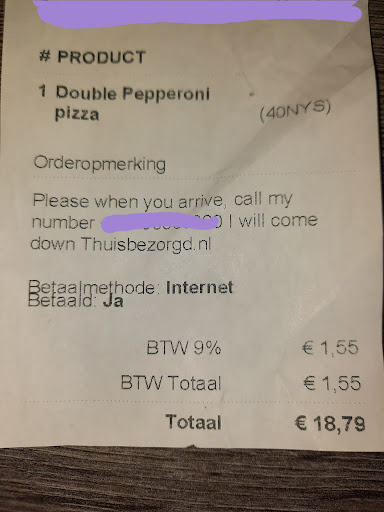 # PRODUCT
1 Double Pepperoni
pizza
(40NYS)
Orderopmerking
Please when you arrive, call my
number I will come
down Thuisbezorgd.nl
Betaalmethode: Internet
Betaald: Ja
BTW 9% € 1,55
BTW Totaal € 1,55
Totaal € 18,79